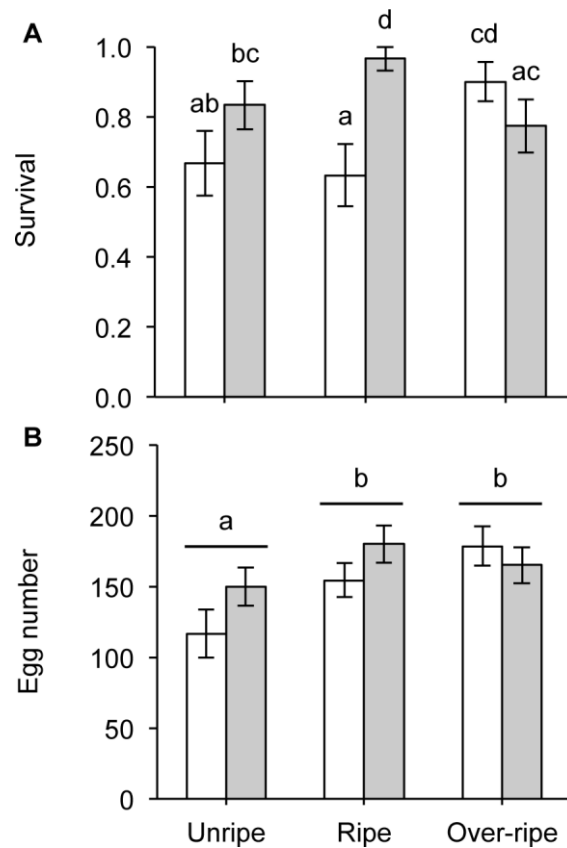 A
Survival
1.0
0.8
0.6
0.4
0.2
0.0
ab
bc
a
d
cd
ac
B
Egg number
250
200
150
100
50
0
a
b
b
Unripe
Ripe
Over-ripe